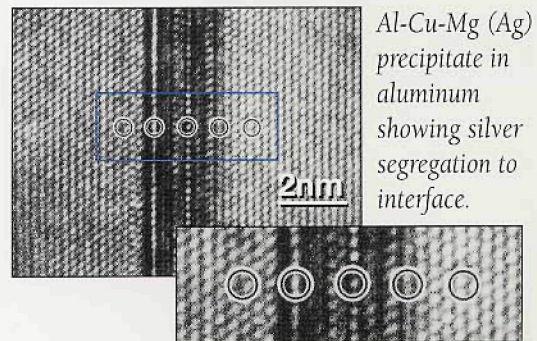 Al-Cu-Mg (Ag)
precipitate in
aluminum
showing silver
segregation to
interface.
2nm